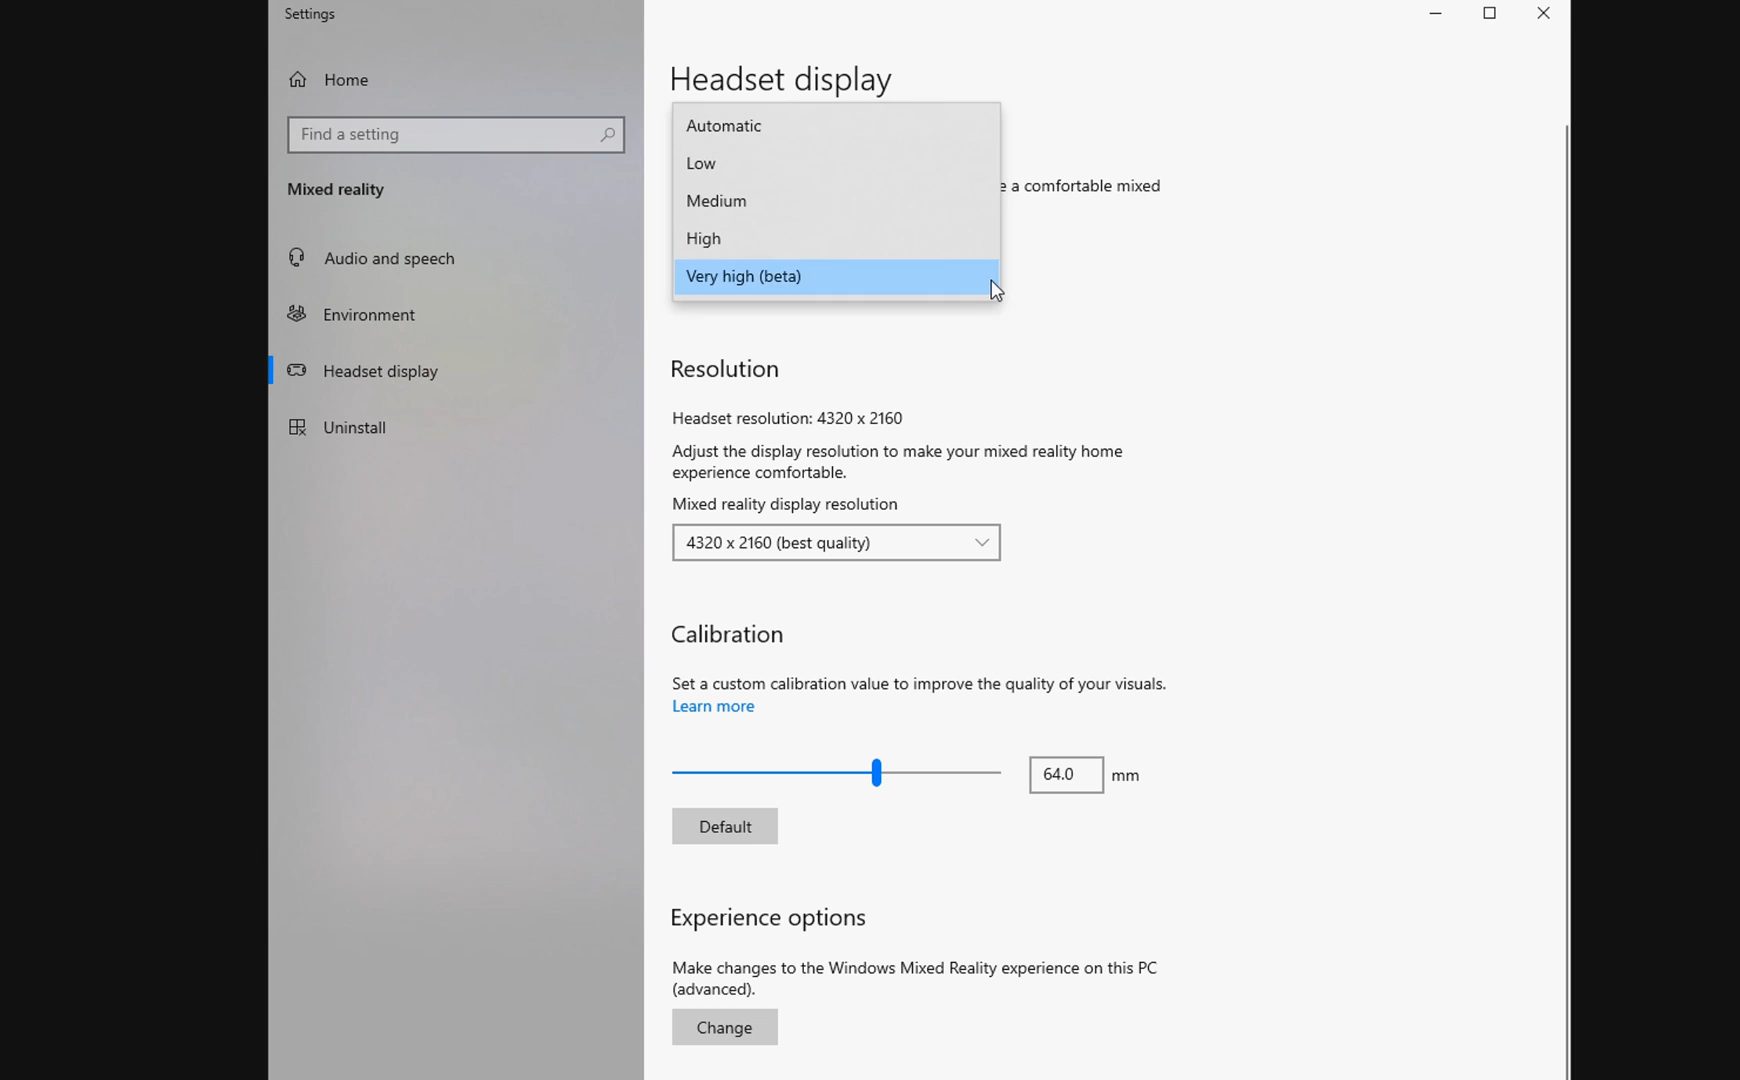 Settings
Home
Find a setting
Mixed reality
Audio and speech
Environment
Headset display
Uninstall
Headset display
Automatic
Low
Medium
High
Very high (beta)
a comfortable mixed
Resolution
Headset resolution: 4320 x 2160
Adjust the display resolution to make your mixed reality home
experience comfortable.
Mixed reality display resolution
4320 x 2160 (best quality)
Calibration
Set a custom calibration value to improve the quality of your visuals.
Learn more
64.0 mm
Default
Experience options
Make changes to the Windows Mixed Reality experience on this PC
(advanced).
Change